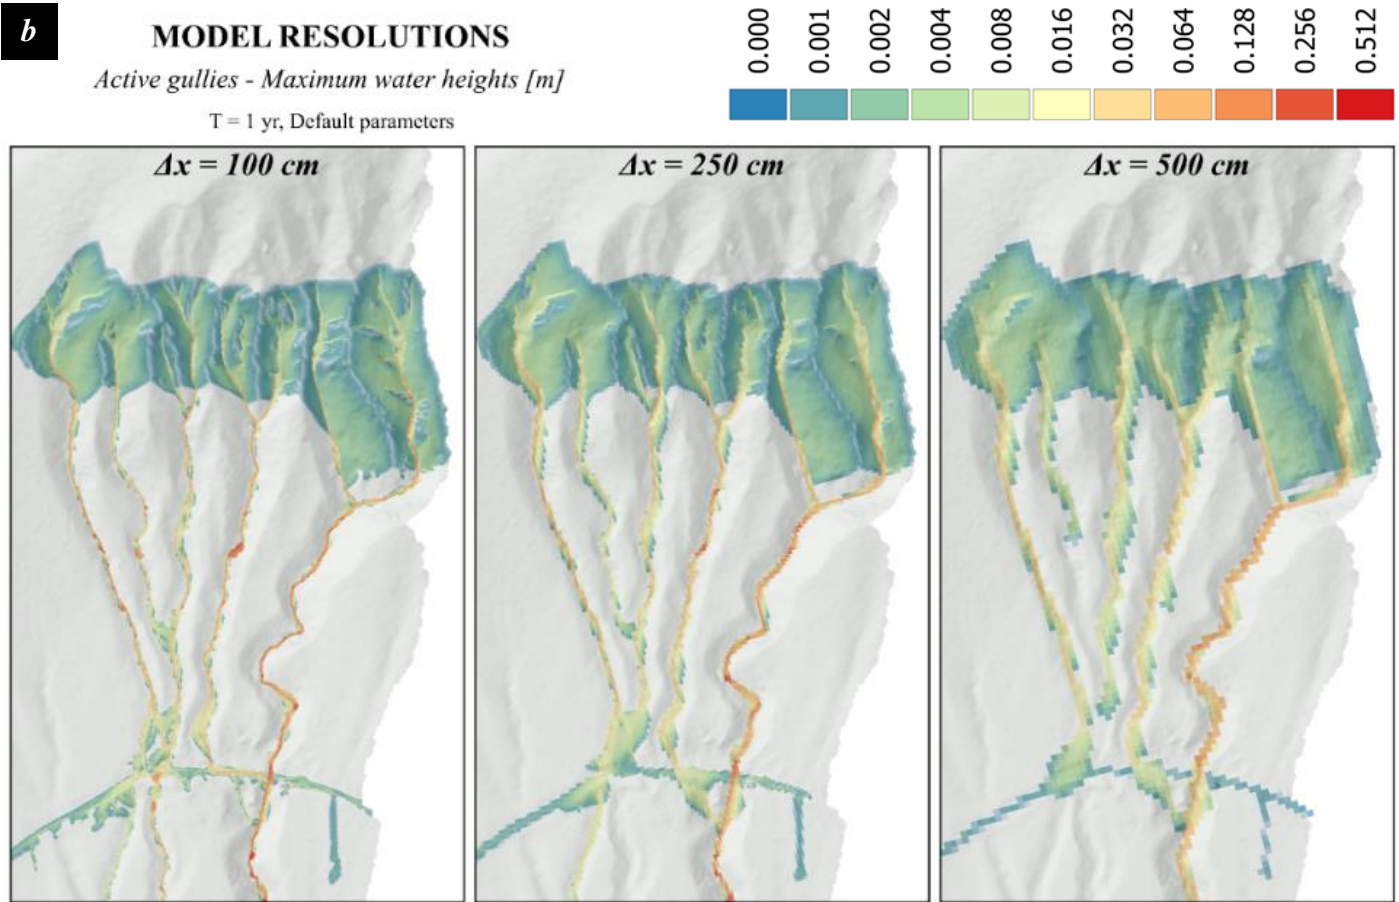 b
MODEL RESOLUTIONS
Active gullies - Maximum water heights [m]
T = 1 yr, Default parameters
0.000 0.001 0.002 0.004 0.008 0.016 0.032 0.064 0.128 0.256 0.512
Δx = 100 cm
Δx = 250 cm
Δx = 500 cm